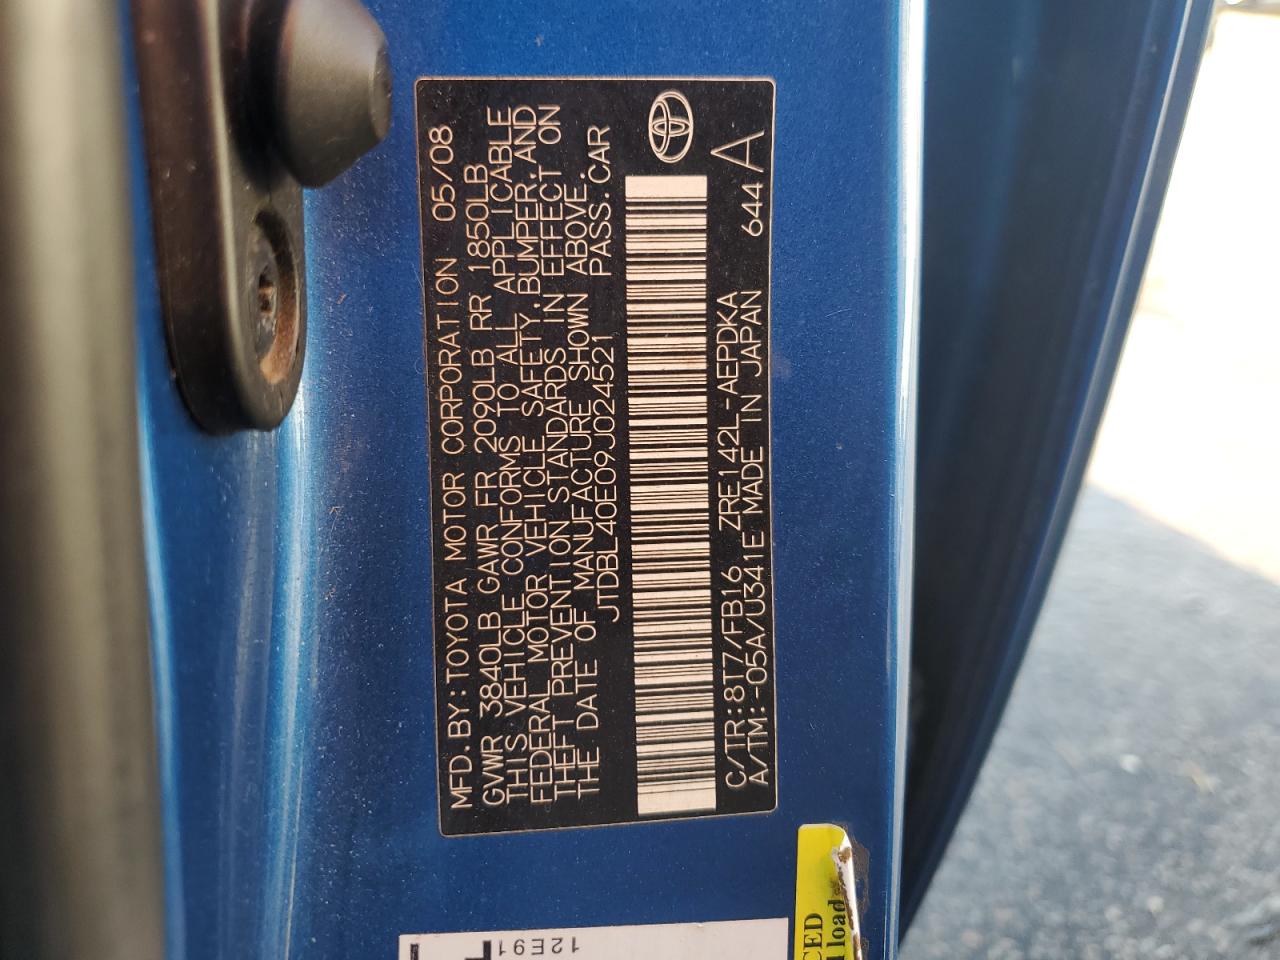 MFD. BY: TOYOTA MOTOR CORPORATION 05/08
GVWR 3840LB GAWR FR 2090LB RR 1850LB
THIS VEHICLE CONFORMS TO ALL APPLICABLE
FEDERAL MOTOR VEHICLE SAFETY, BUMPER, AND
THEFT PREVENTION STANDARDS IN EFFECT ON
THE DATE OF MANUFACTURE SHOWN ABOVE.
JTDBL40E09J024521 PASS. CAR
C/TR: 8T7/FB16 ZRE142L-AEPDKA 644 A
A/TM: -05A/U341E MADE IN JAPAN
12E91
CED
load